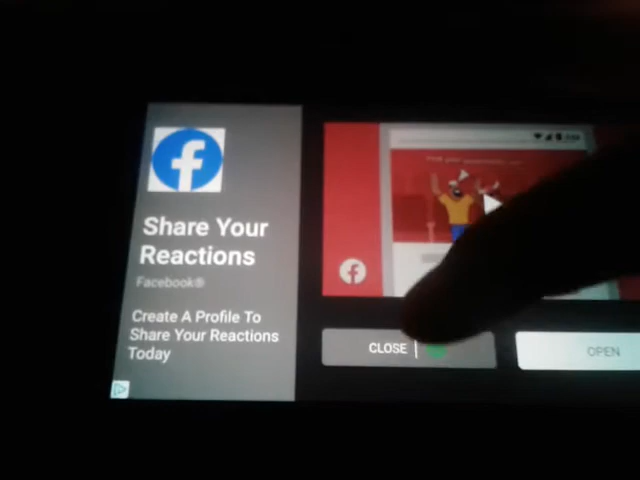 Share Your
Reactions
Facebook®
Create A Profile To
Share Your Reactions
Today
CLOSE
OPEN